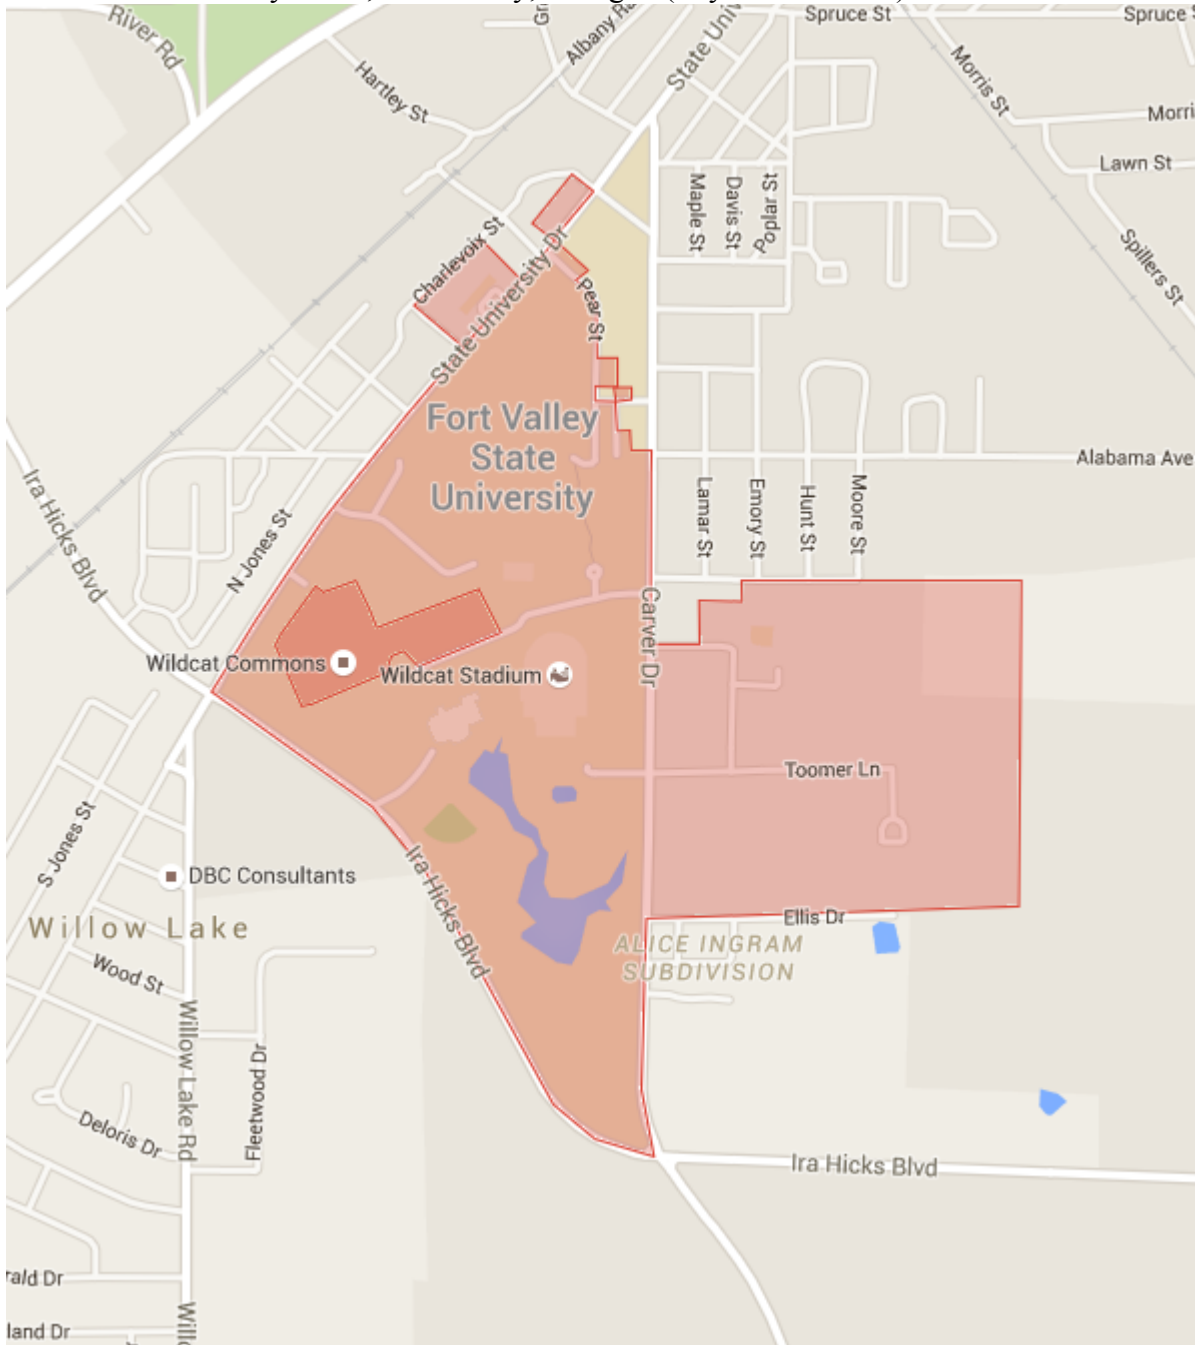 River Rd
Albany Ra
State Univ
Spruce St
Spruce S
Hartley St
Morris St
Morri
Lawn St
Maple St
Davis St
Poplar St
Spillers St
Charlevoix St
State University Dr
Pear St
Fort Valley
State
University
Alabama Ave
Ira Hicks Blvd
N Jones St
Lamar St
Emory St
Hunt St
Moore St
Carver Dr
Wildcat Commons
Wildcat Stadium
Toomer Ln
S Jones St
DBC Consultants
Ira Hicks Blvd
Willow Lake
Ellis Dr
ALICE INGRAM
SUBDIVISION
Wood St
Willow Lake Rd
Fleetwood Dr
Deloris Dr
Ira Hicks Blvd
rald Dr
land Dr
Willo